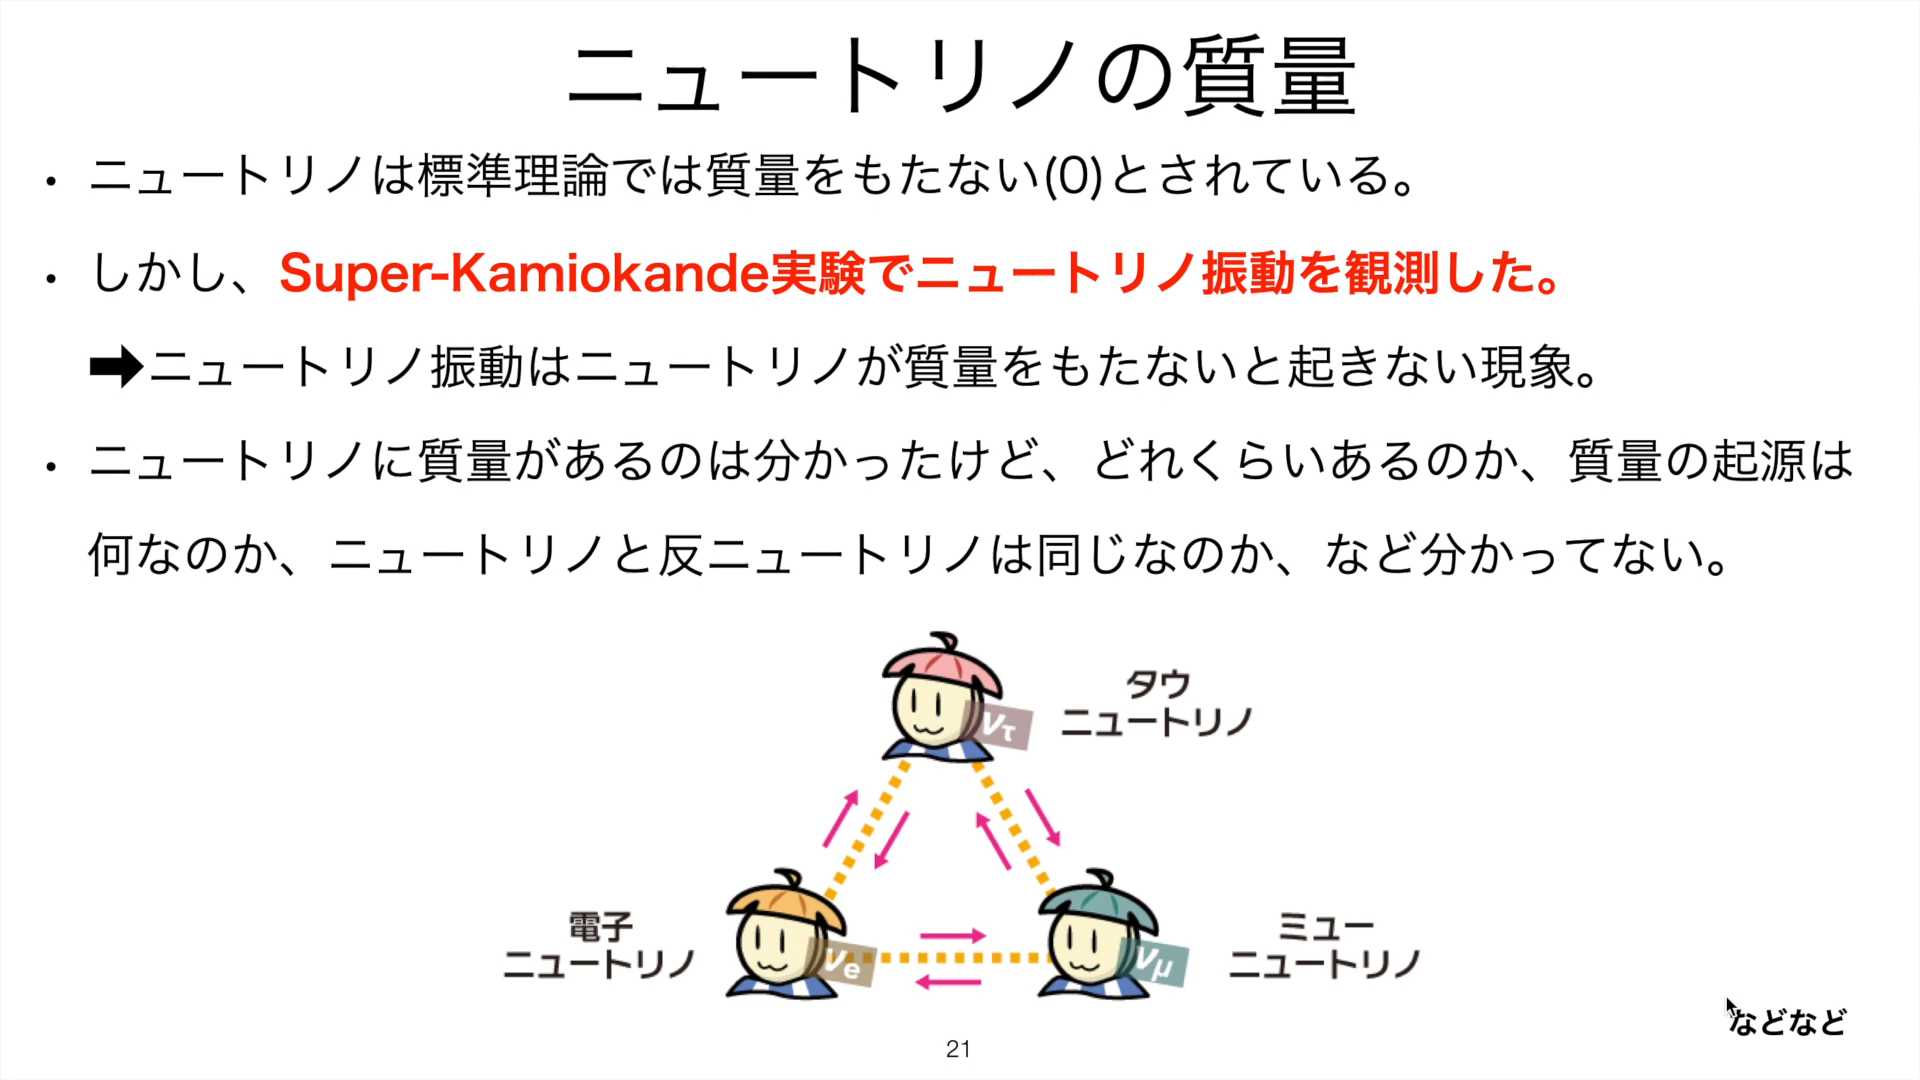 ニュートリノの質量
・ニュートリノは標準理論では質量をもたない(0)とされている。
・しかし、Super-Kamiokande実験でニュートリノ振動を観測した。
➡ニュートリノ振動はニュートリノが質量をもたないと起きない現象。
・ニュートリノに質量があるのは分かったけど、どれくらいあるのか、質量の起源は
何なのか、ニュートリノと反ニュートリノは同じなのか、など分かってない。
ντ
タウ
ニュートリノ
電子
ニュートリノ
νe
νμ
ミュー
ニュートリノ
などなど
21